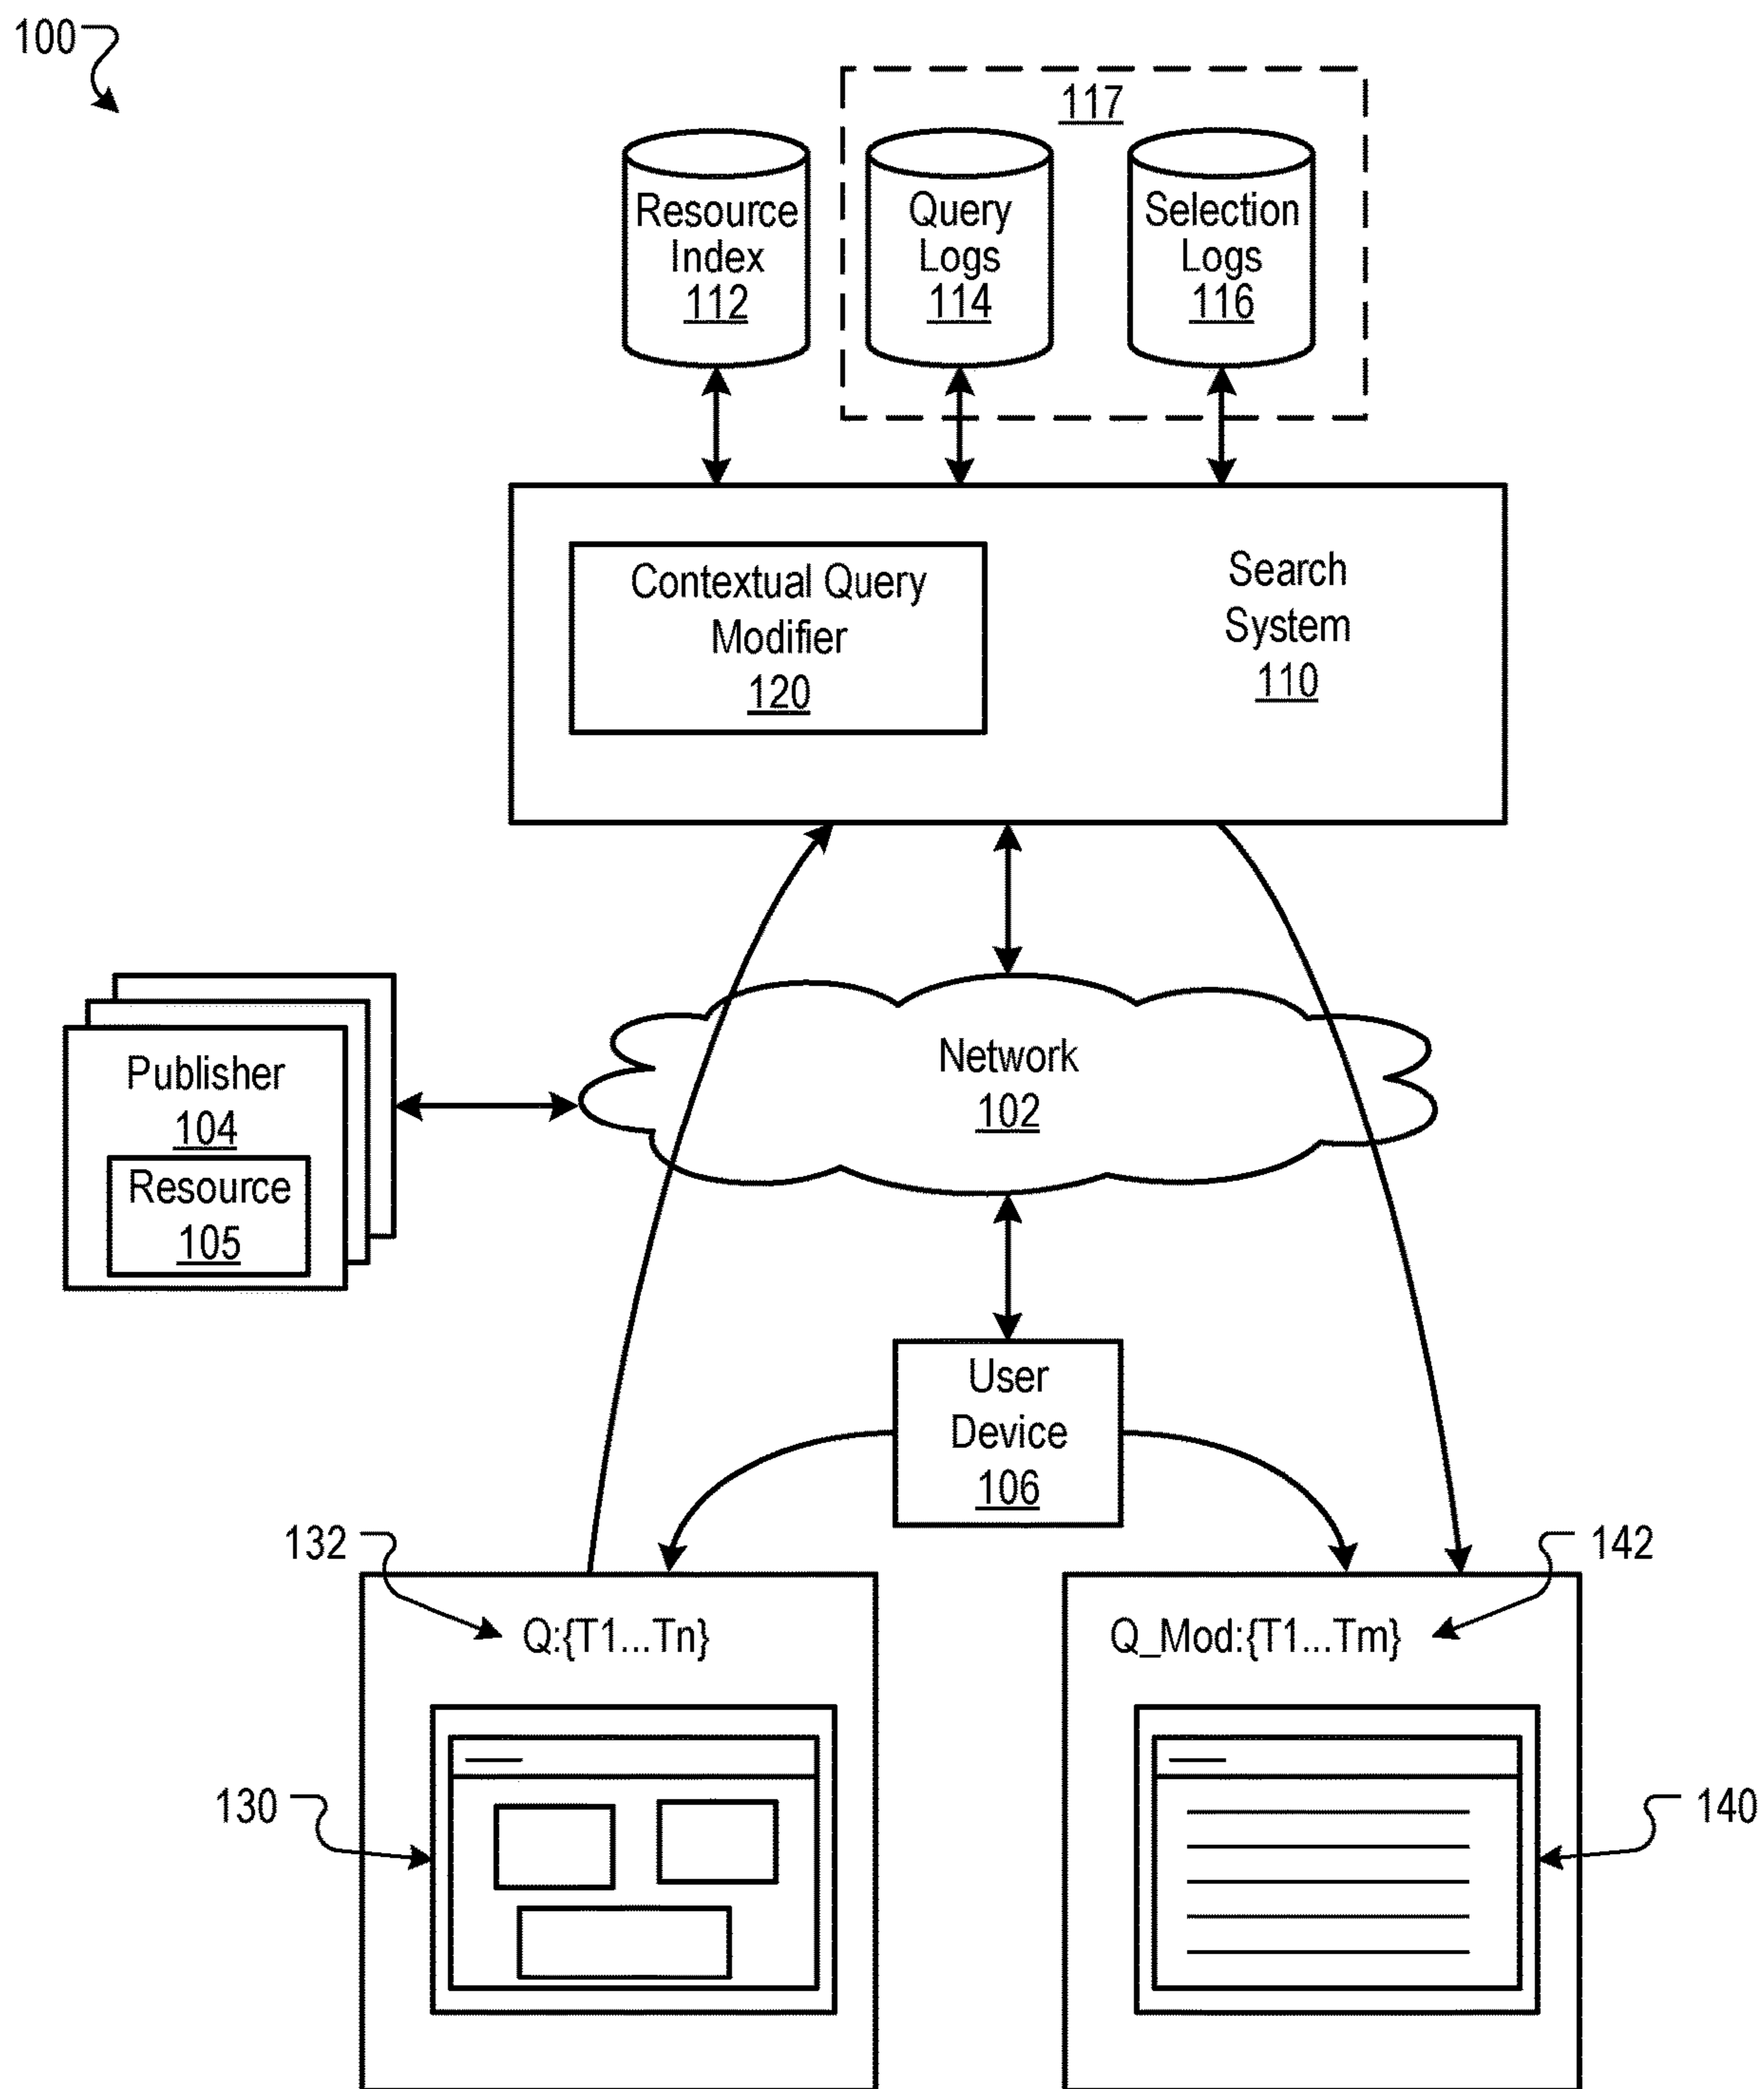 100
117
Resource
Index
112
Query
Logs
114
Selection
Logs
116
Contextual Query
Modifier
120
Search
System
110
Publisher
104
Resource
105
Network
102
User
Device
106
132
142
Q:{T1...Tn}
Q_Mod:{T1...Tm}
130
140